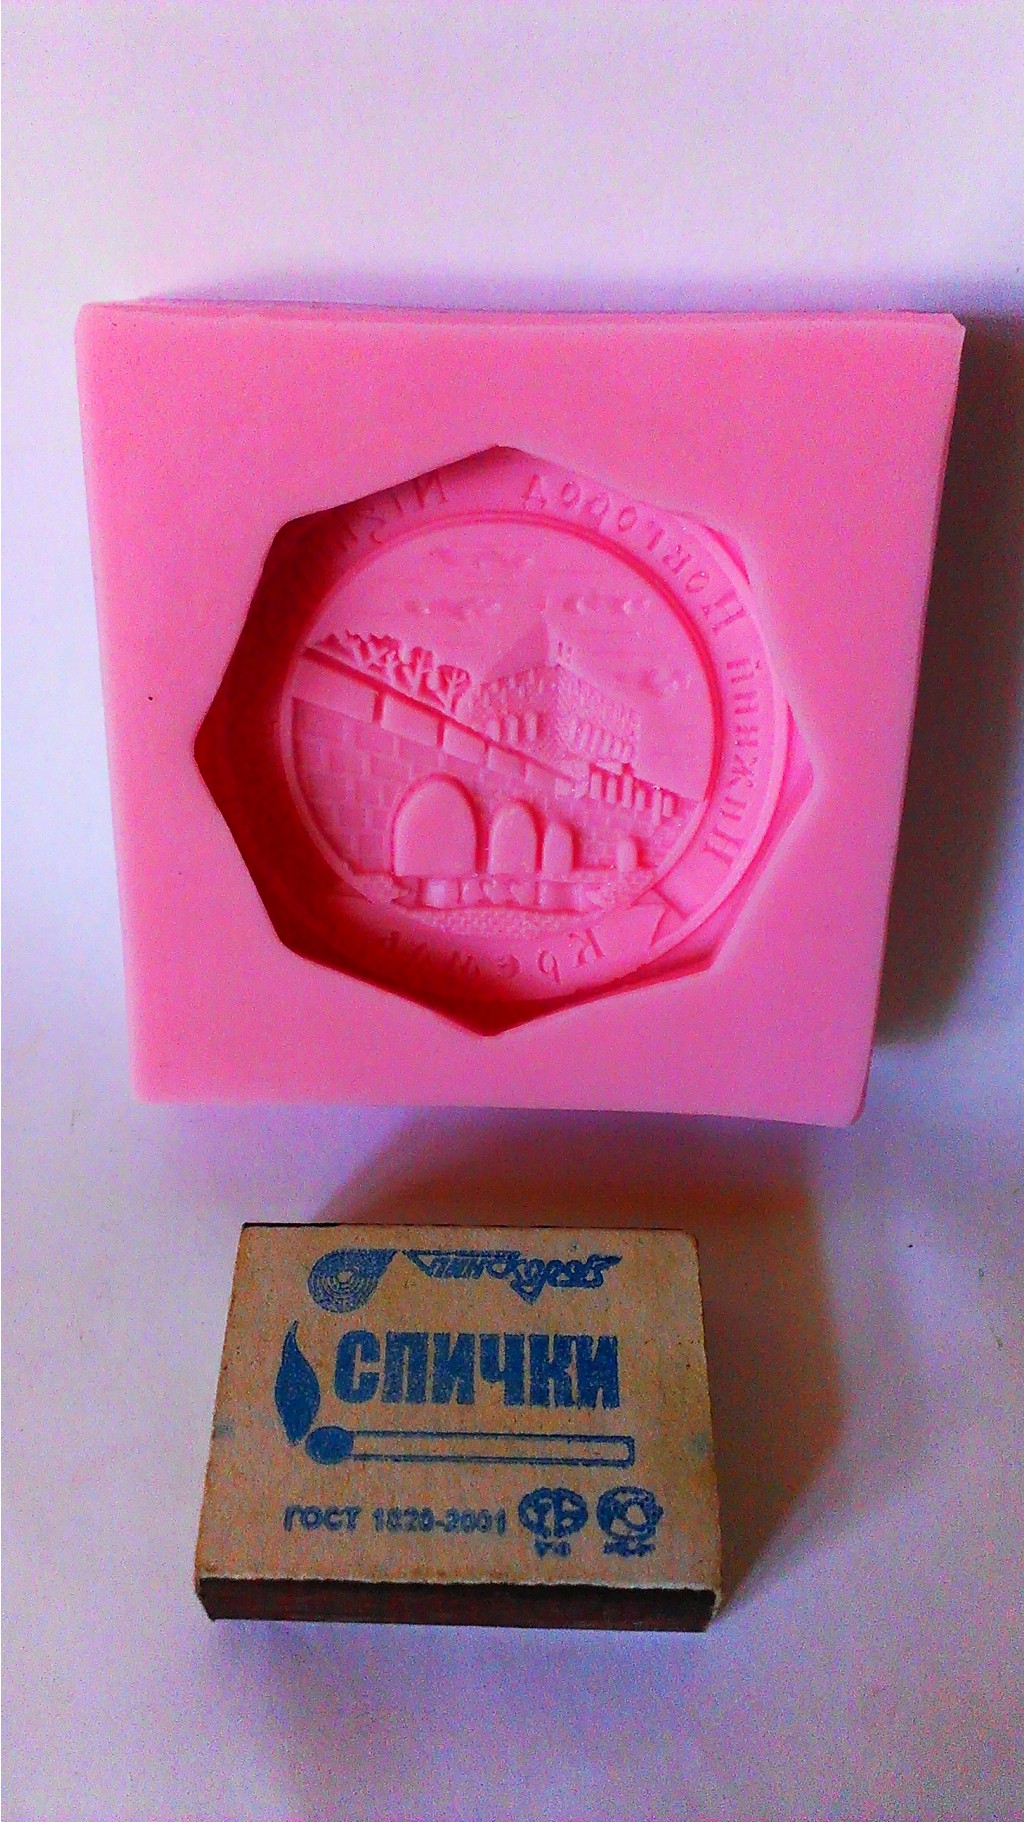 Нижний Новгород
Кремль
ПИНСКДРЕВ
СПИЧКИ
ГОСТ 1820-2001